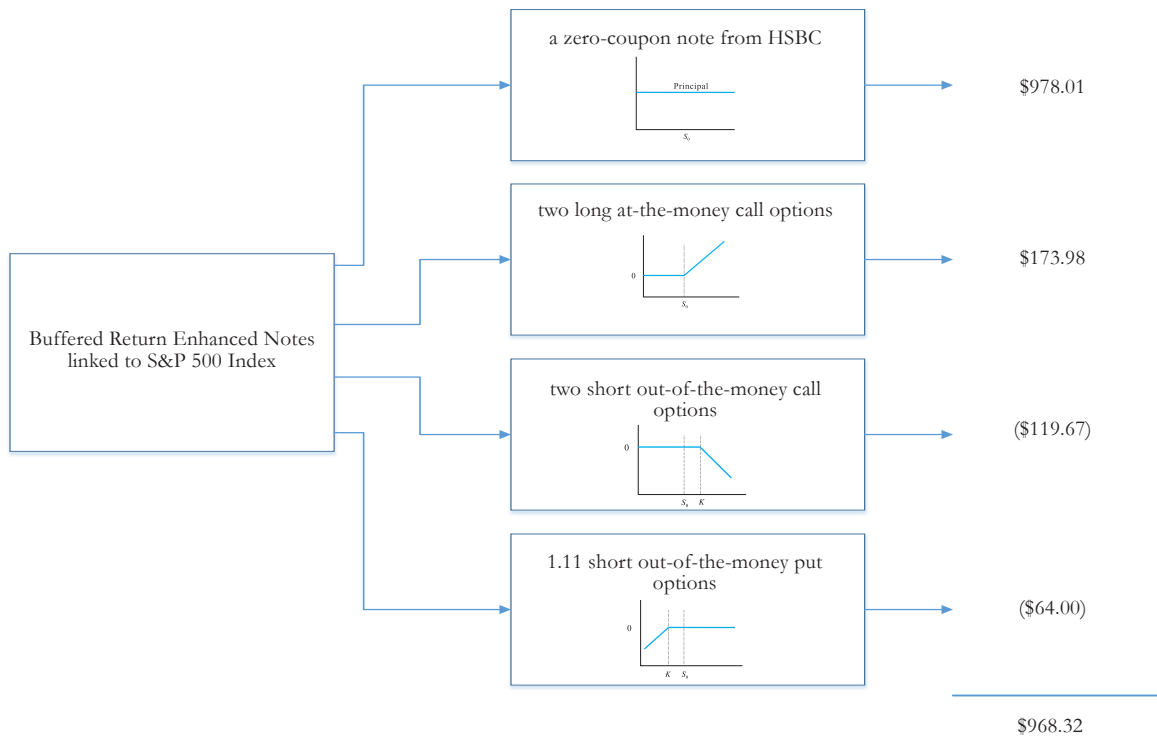 a zero-coupon note from HSBC
Principal
S₀
$978.01
two long at-the-money call options
0
S₀
$173.98
Buffered Return Enhanced Notes
linked to S&P 500 Index
two short out-of-the-money call
options
0
S₀ K
($119.67)
1.11 short out-of-the-money put
options
0
K S₀
($64.00)
$968.32